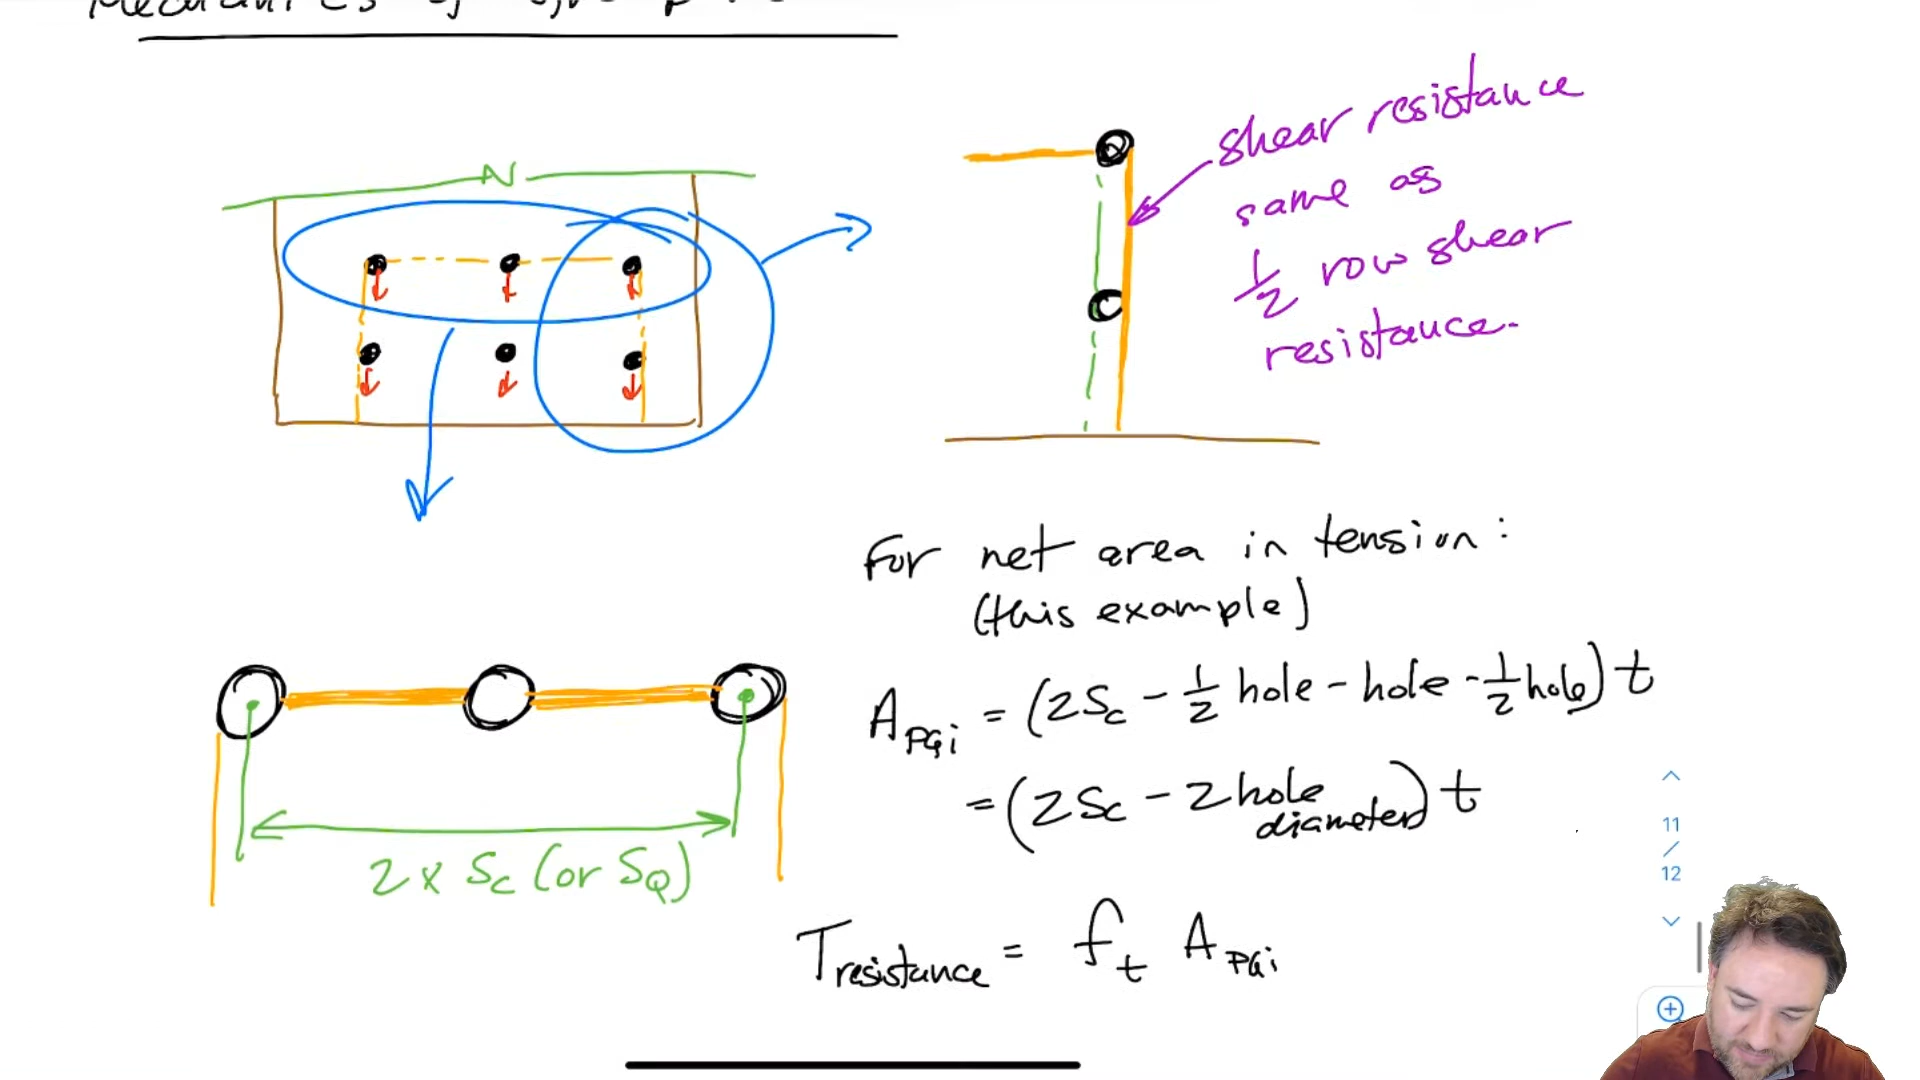 Mechanics of
shear resistance
same as
1/2 row shear
resistance.
For net area in tension:
(this example)
A_PGi = (2S_c - 1/2 hole - hole - 1/2 hole) t
= (2S_c - 2 hole diameter) t
2 x S_c (or S_Q)
T_resistance = f_t A_PGi
11
/
12